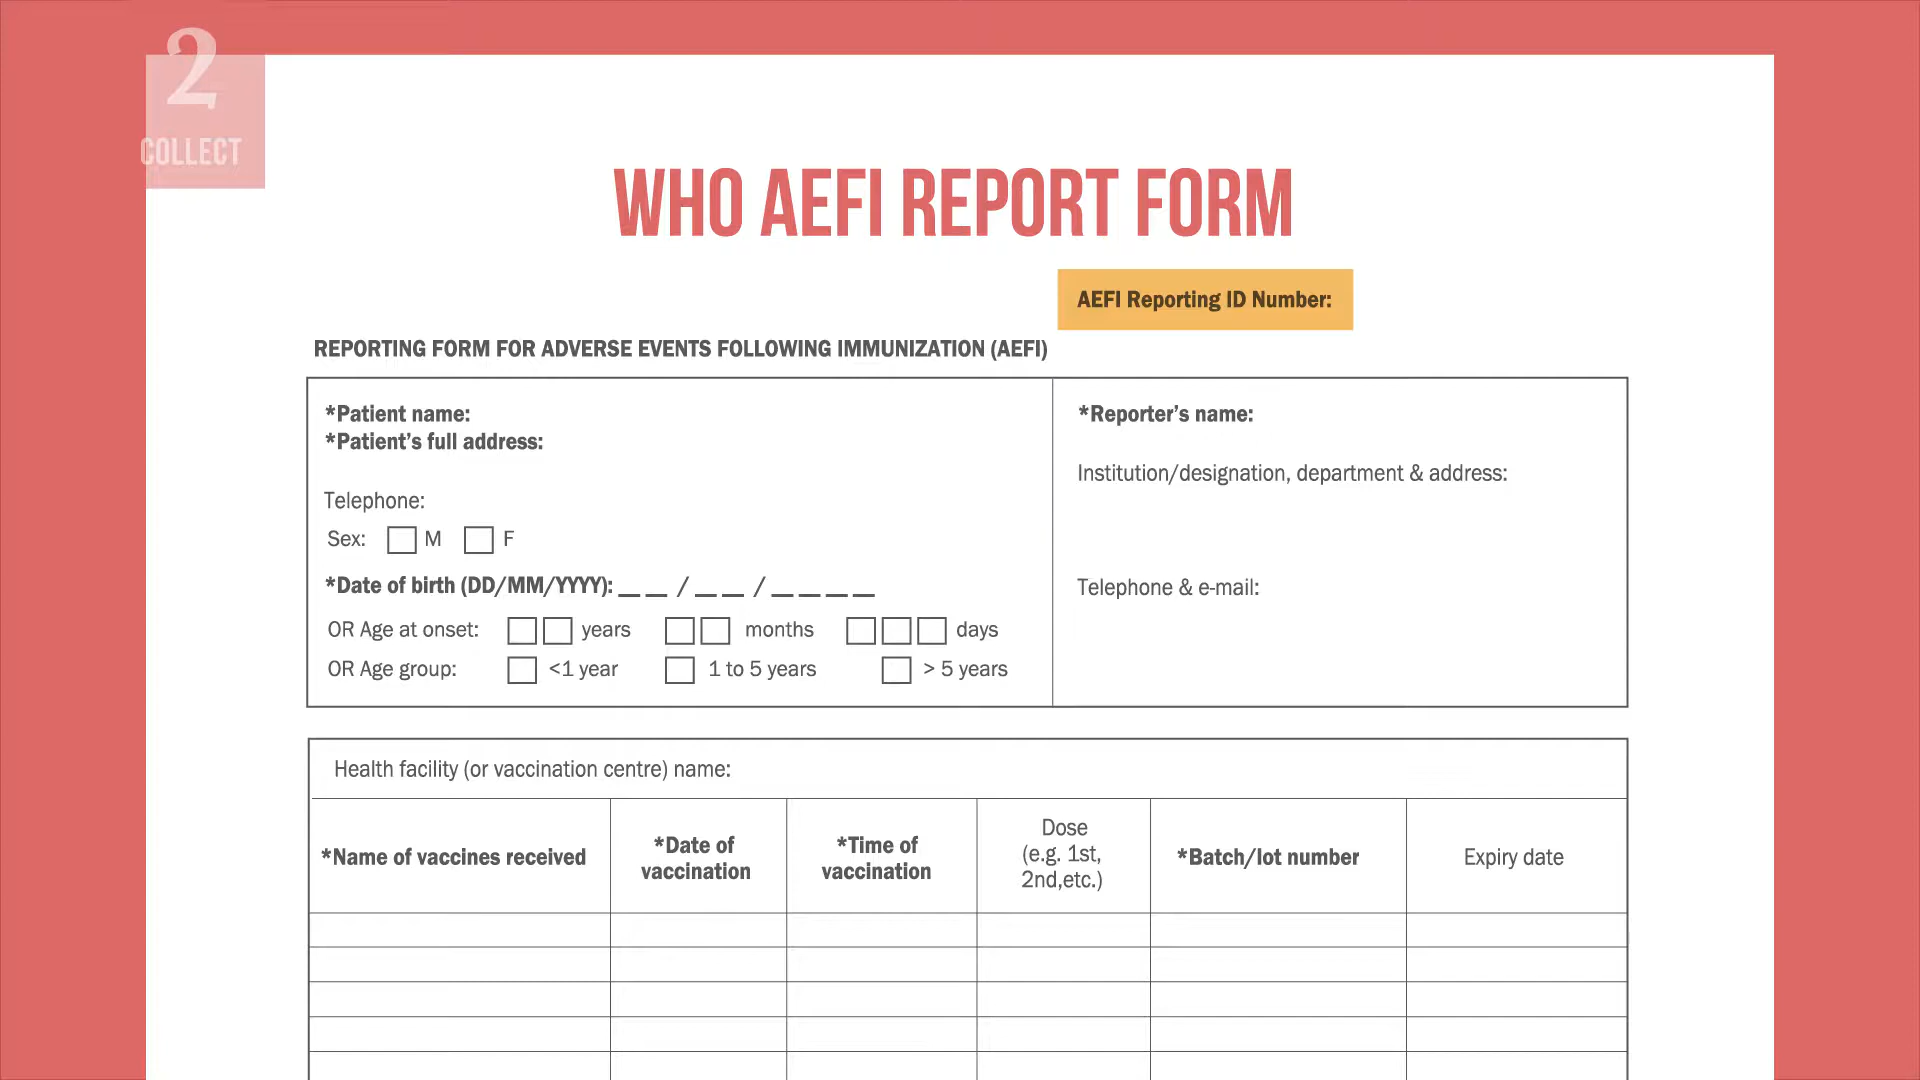 2
COLLECT
WHO AEFI REPORT FORM
AEFI Reporting ID Number:
REPORTING FORM FOR ADVERSE EVENTS FOLLOWING IMMUNIZATION (AEFI)
*Patient name:
*Patient's full address:
Telephone:
Sex: M F
*Date of birth (DD/MM/YYYY): _ _ / _ _ / _ _ _ _
OR Age at onset: years months days
OR Age group: <1 year 1 to 5 years > 5 years
*Reporter's name:
Institution/designation, department & address:
Telephone & e-mail:
Health facility (or vaccination centre) name:
*Name of vaccines received
*Date of
vaccination
*Time of
vaccination
Dose
(e.g. 1st,
2nd,etc.)
*Batch/lot number
Expiry date